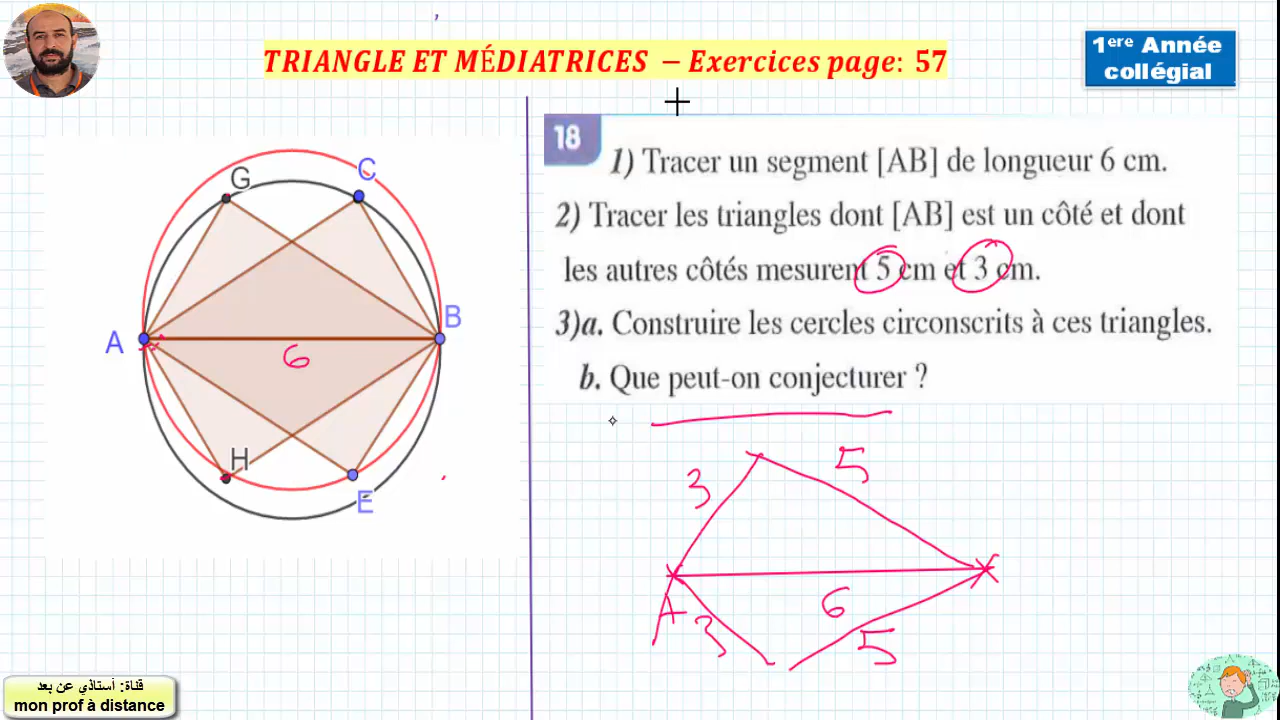 TRIANGLE ET MÉDIATRICES – Exercices page: 57
1ere Année
collégial
G
C
A
B
6
H
E
18
1) Tracer un segment [AB] de longueur 6 cm.
2) Tracer les triangles dont [AB] est un côté et dont
les autres côtés mesurent 5 cm et 3 cm.
3)a. Construire les cercles circonscrits à ces triangles.
b. Que peut-on conjecturer ?
3
5
A
6
3
5
قناة: أستاذي عن بعد
mon prof à distance